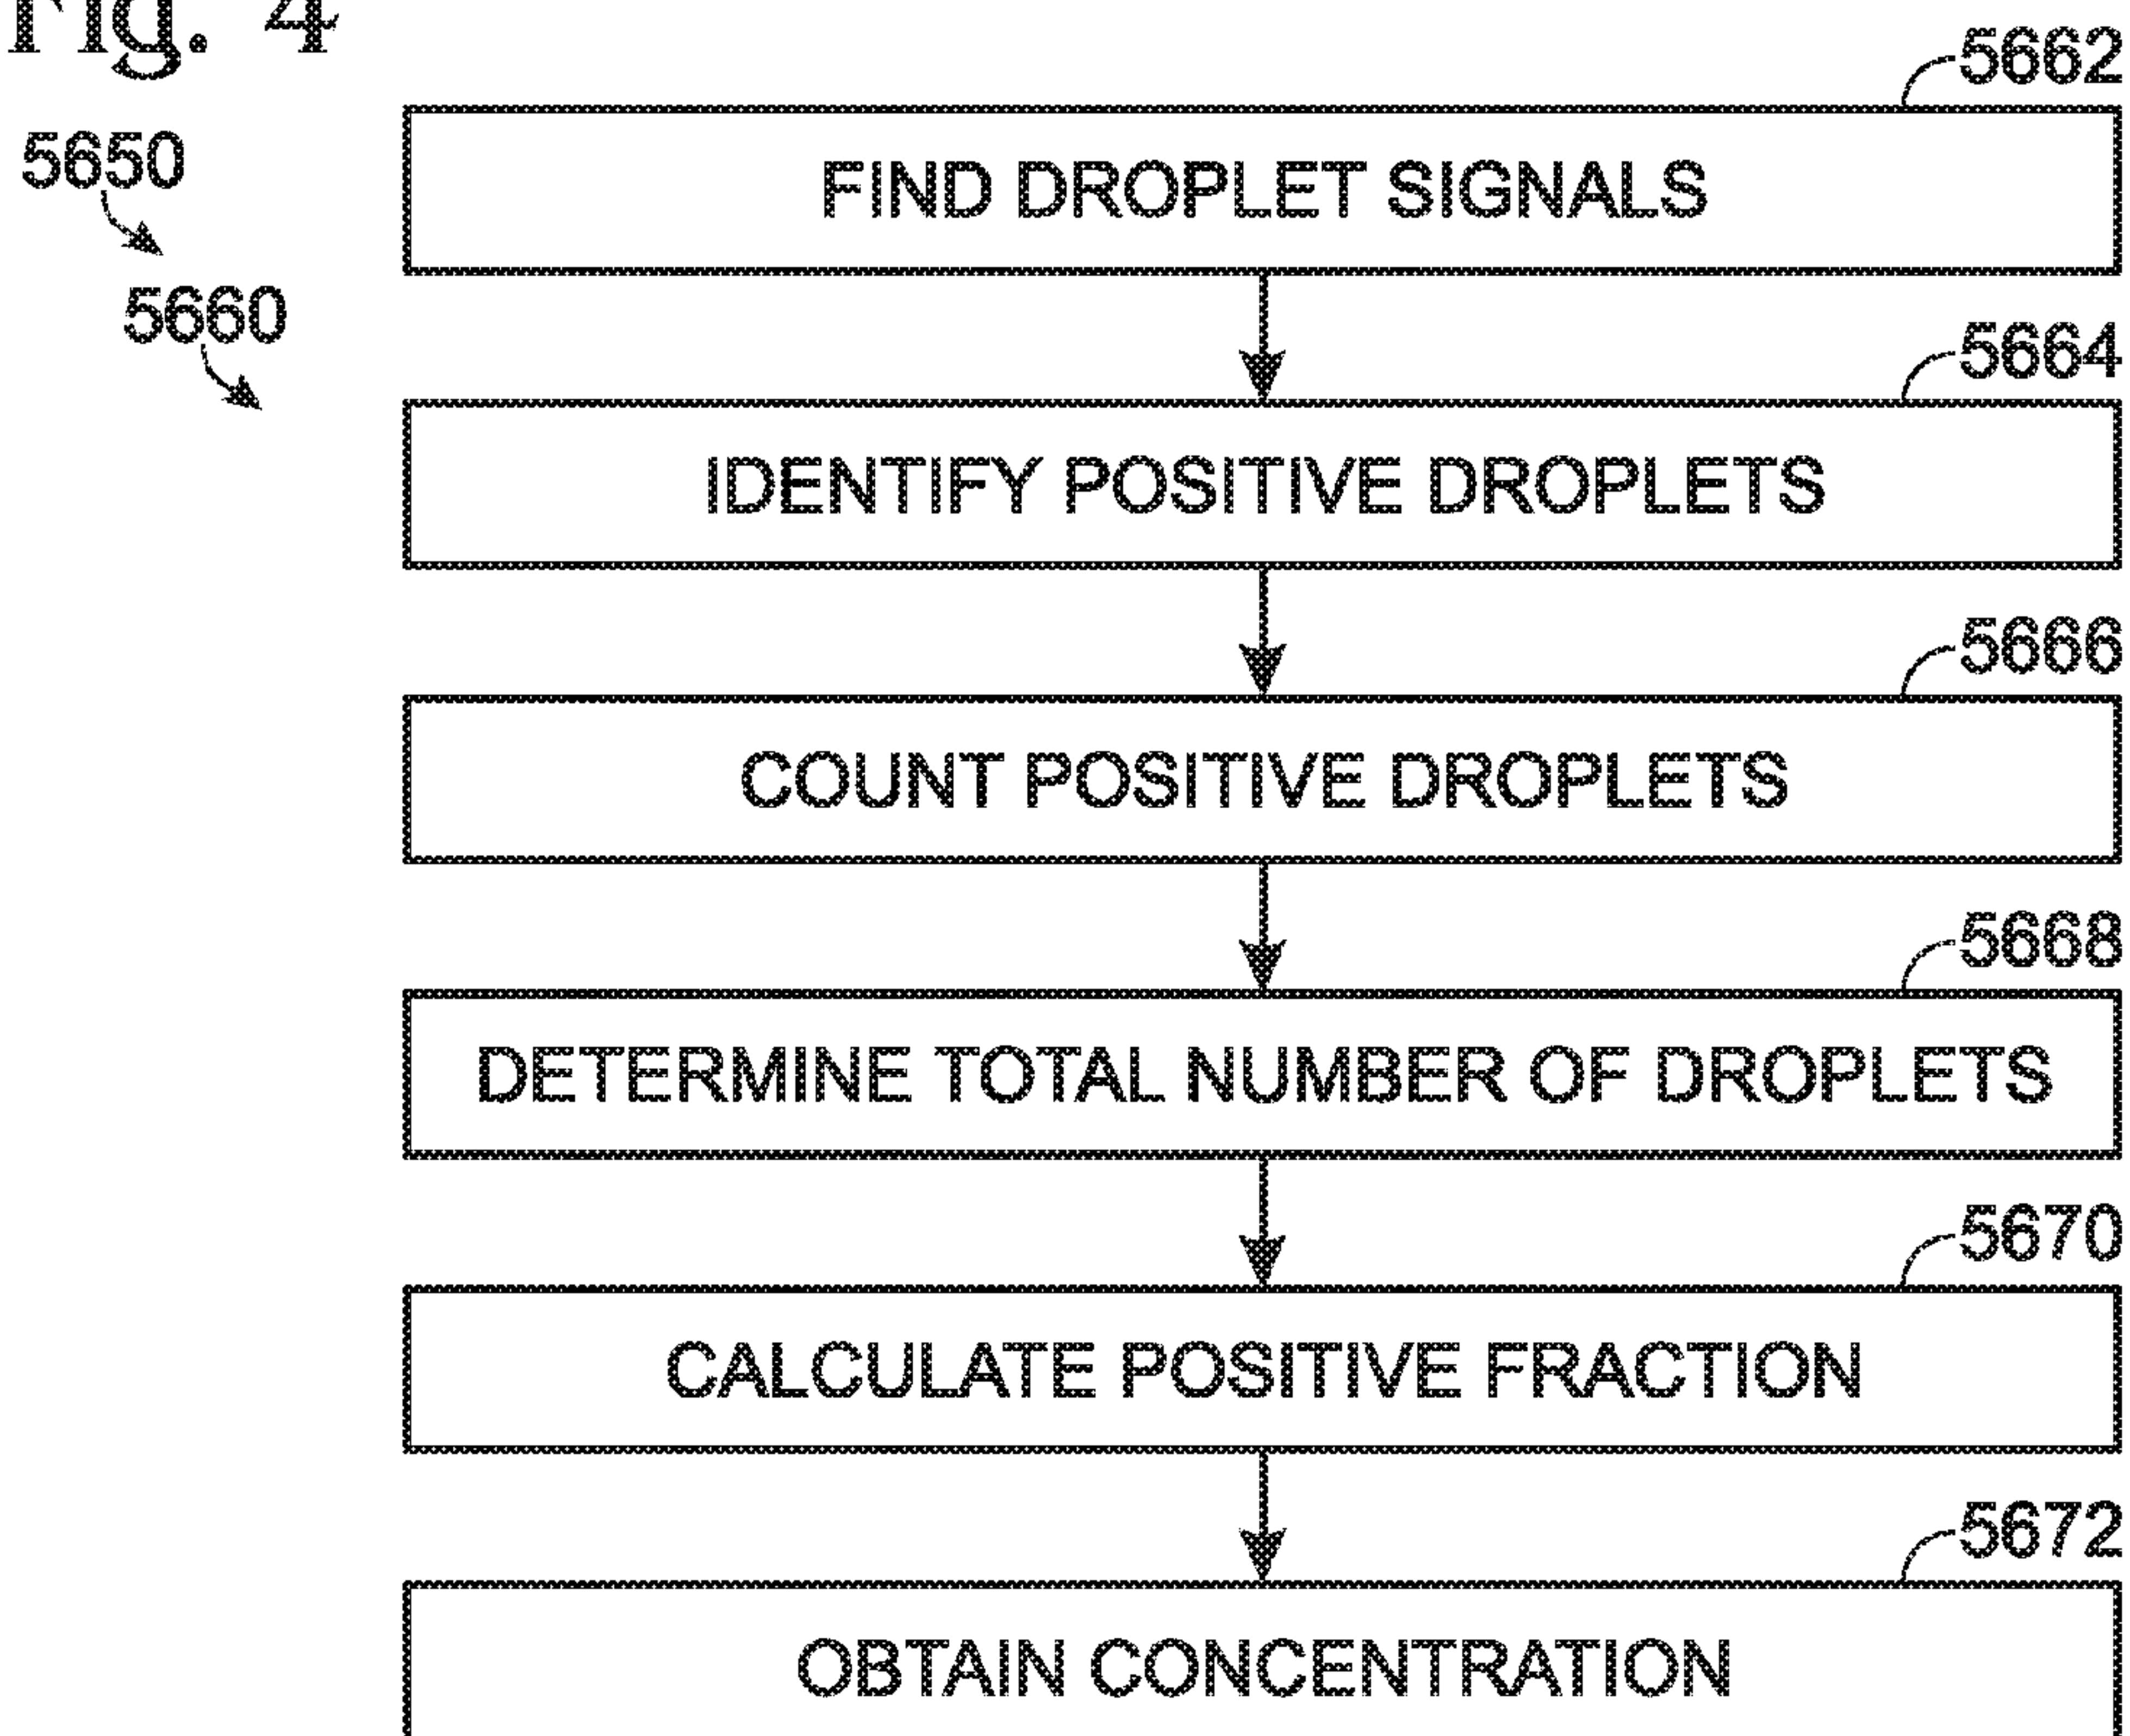 Fig. 4
5662
5650
FIND DROPLET SIGNALS
5660
5664
IDENTIFY POSITIVE DROPLETS
5666
COUNT POSITIVE DROPLETS
5668
DETERMINE TOTAL NUMBER OF DROPLETS
5670
CALCULATE POSITIVE FRACTION
5672
OBTAIN CONCENTRATION